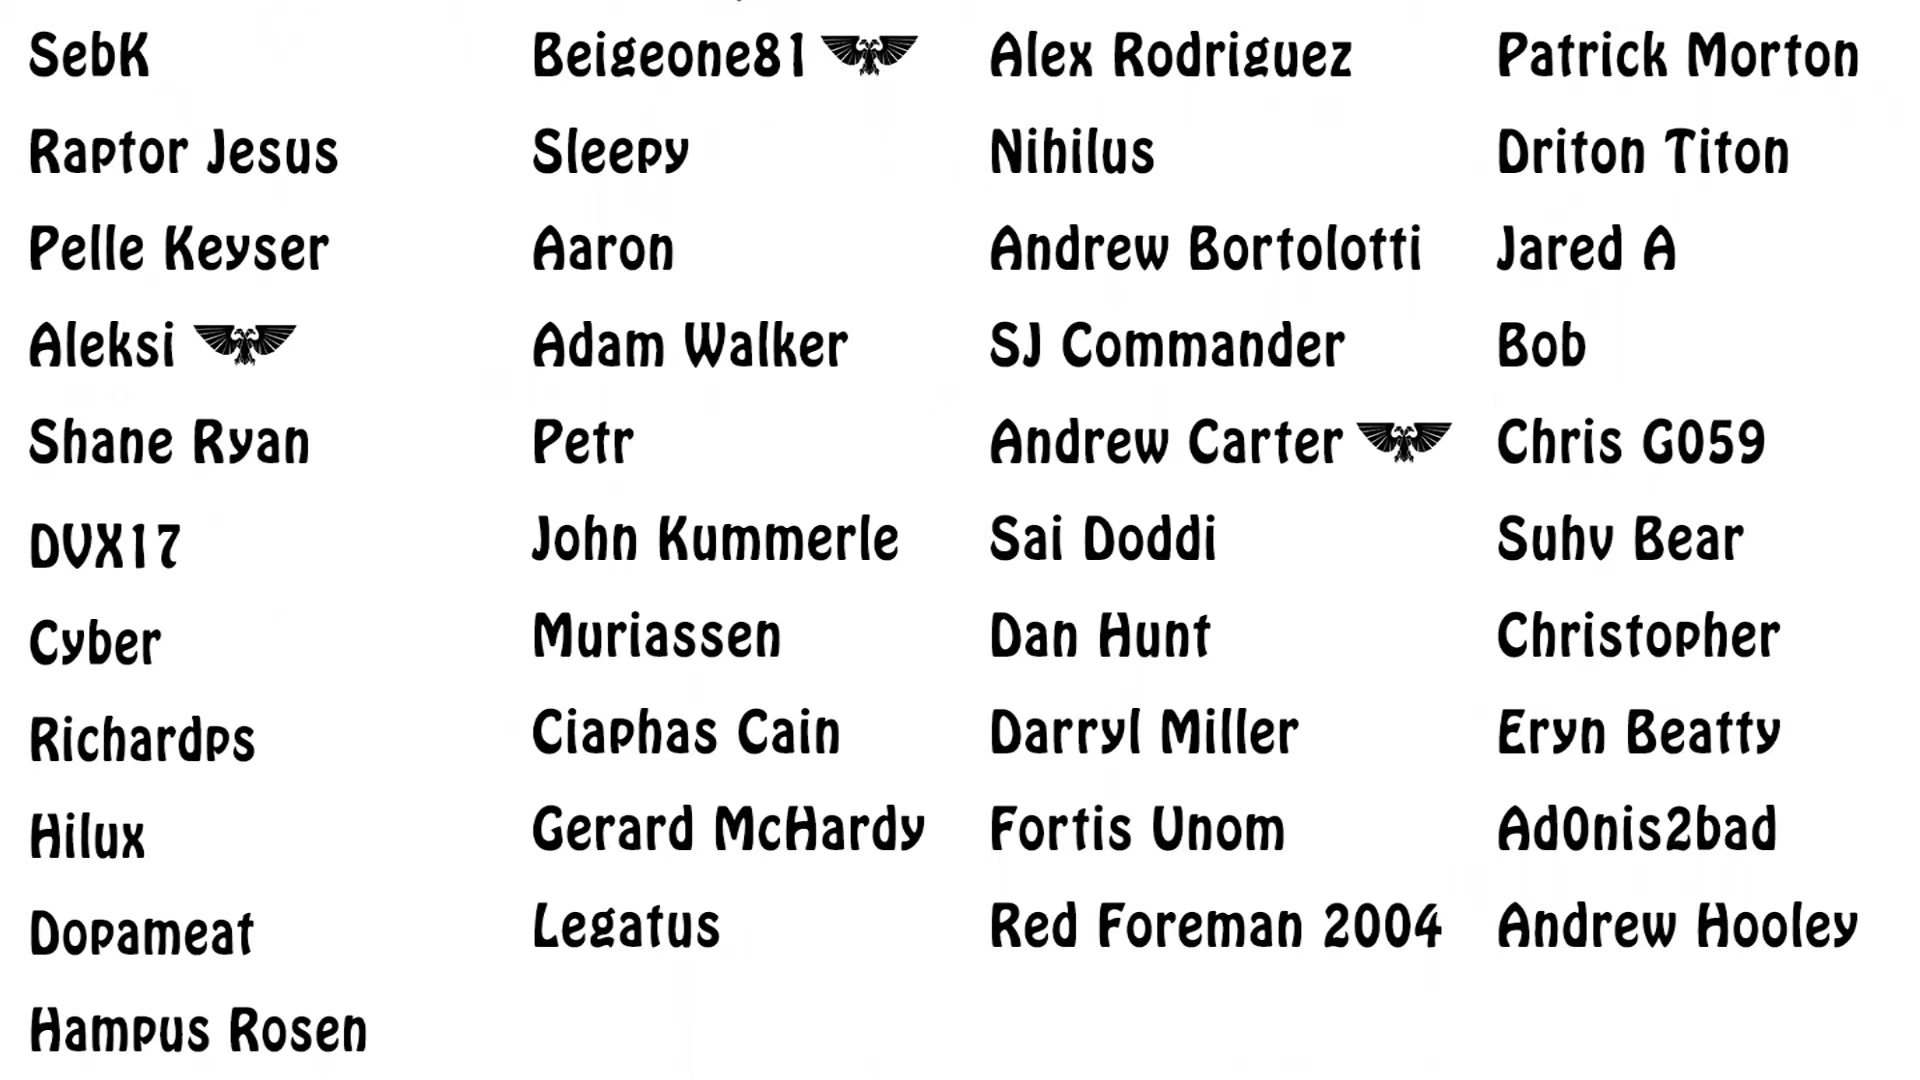 SebK
Raptor Jesus
Pelle Keyser
Aleksi
Shane Ryan
DVX17
Cyber
Richardps
Hilux
Dopameat
Hampus Rosen
Beigeone81
Sleepy
Aaron
Adam Walker
Petr
John Kummerle
Muriassen
Ciaphas Cain
Gerard McHardy
Legatus
Alex Rodriguez
Nihilus
Andrew Bortolotti
SJ Commander
Andrew Carter
Sai Doddi
Dan Hunt
Darryl Miller
Fortis Unom
Red Foreman 2004
Patrick Morton
Driton Titon
Jared A
Bob
Chris G059
Suhv Bear
Christopher
Eryn Beatty
Ad0nis2bad
Andrew Hooley